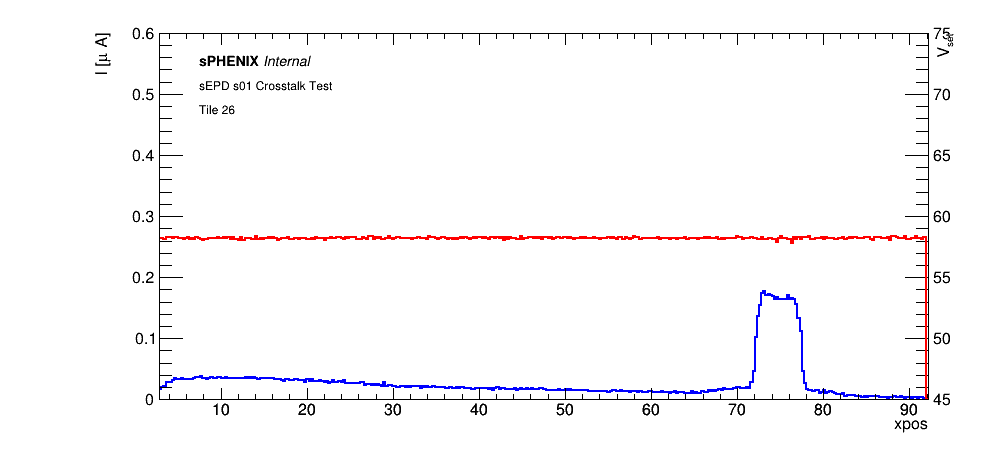 I [μ A]
sPHENIX Internal
sEPD s01 Crosstalk Test
Tile 26
0.6
0.5
0.4
0.3
0.2
0.1
0
75
70
65
60
55
50
45
V_set
10 20 30 40 50 60 70 80 90
xpos